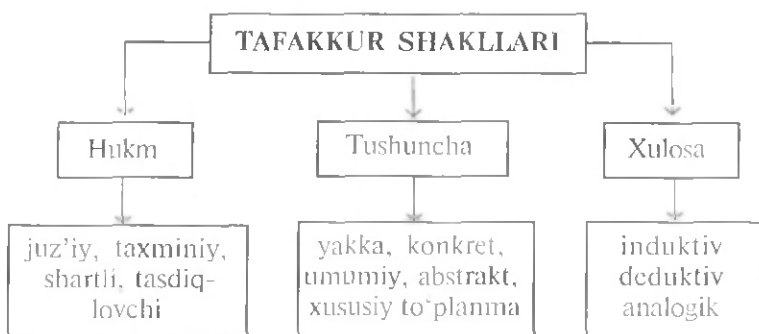 TAFAKKUR SHAKLLARI
Hukm
Tushuncha
Xulosa
juz'iy, taxminiy,
shartli, tasdiq-
lovchi
yakka, konkret,
umumiy, abstrakt,
xususiy to‘planma
induktiv
deduktiv
analogik